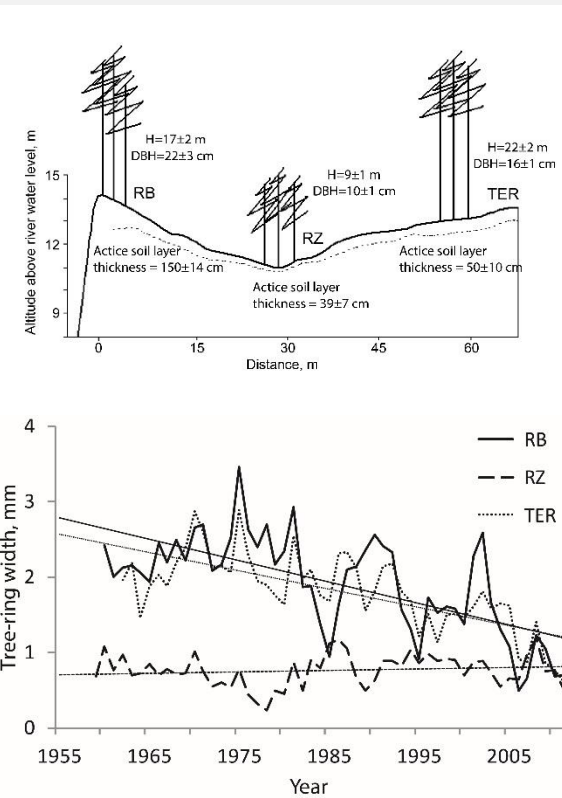 H=17±2 m
DBH=22±3 cm
H=22±2 m
DBH=16±1 cm
H=9±1 m
DBH=10±1 cm
RB
RZ
TER
Actice soil layer
thickness = 150±14 cm
Actice soil layer
thickness = 39±7 cm
Actice soil layer
thickness = 50±10 cm
Altitude above river water level, m
15
12
9
0 15 30 45 60
Distance, m
RB
RZ
TER
Tree-ring width, mm
4
3
2
1
0
1955 1965 1975 1985 1995 2005
Year